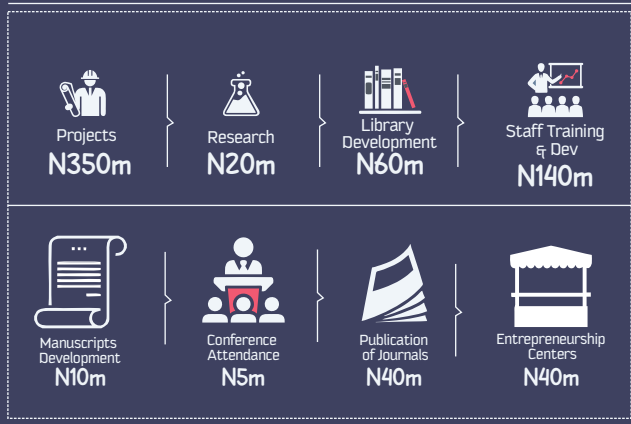 Projects
N350m
Research
N20m
Library
Development
N60m
Staff Training
& Dev
N140m
Manuscripts
Development
N10m
Conference
Attendance
N5m
Publication
of Journals
N40m
Entrepreneurship
Centers
N40m